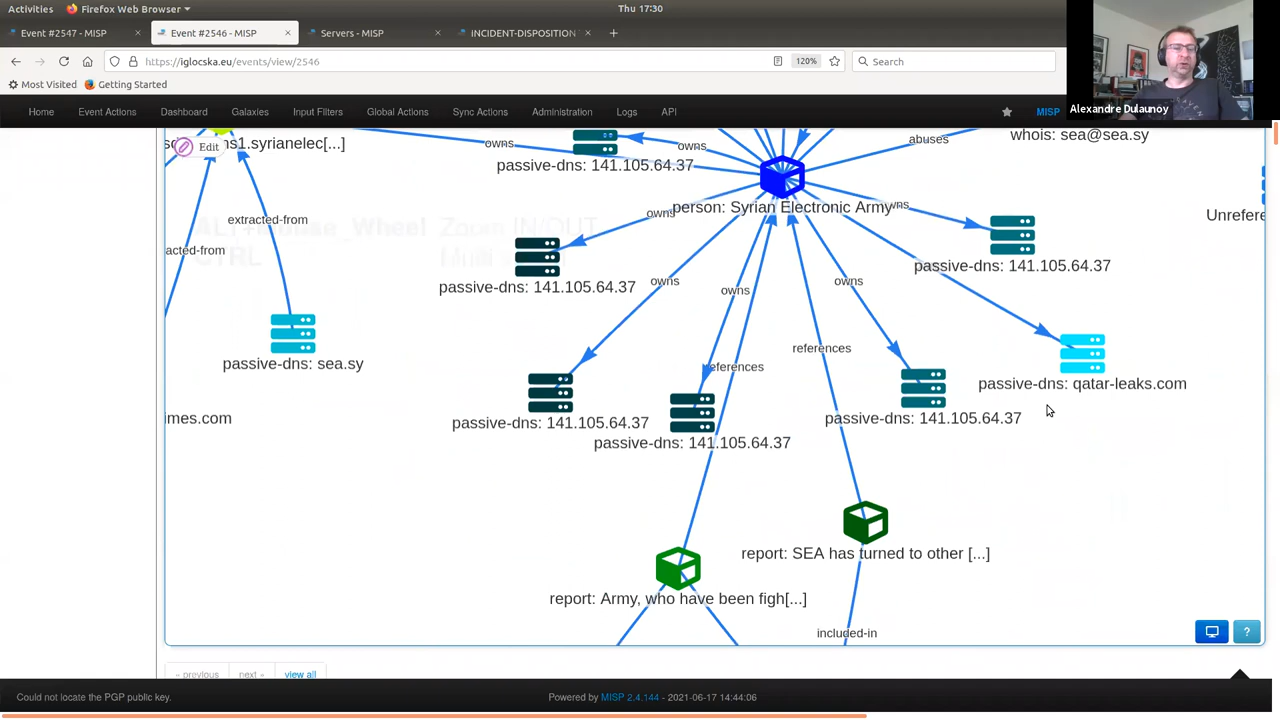 Activities Firefox Web Browser Thu 17:30
Event #2547 - MISP × Event #2546 - MISP × Servers - MISP × INCIDENT-DISPOSITION × +
https://iglocska.eu/events/view/2546 120% Search
Most Visited Getting Started
Alexandre Dulaunoy
Home Event Actions Dashboard Galaxies Input Filters Global Actions Sync Actions Administration Logs API MISP
whois: sea@sea.sy
abuses
owns
owns
ns1.syrianelec[...]
Edit
passive-dns: 141.105.64.37
person: Syrian Electronic Army
owns
owns
extracted-from
acted-from
Unrefere
ALT+Mouse_Wheel Zoom IN/OUT
CTRL
passive-dns: 141.105.64.37
passive-dns: 141.105.64.37
owns
owns
owns
references
references
passive-dns: sea.sy
passive-dns: qatar-leaks.com
imes.com
passive-dns: 141.105.64.37
passive-dns: 141.105.64.37
passive-dns: 141.105.64.37
report: SEA has turned to other [...]
report: Army, who have been figh[...]
included-in
?
« previous next » view all
Could not locate the PGP public key. Powered by MISP 2.4.144 - 2021-06-17 14:44:06